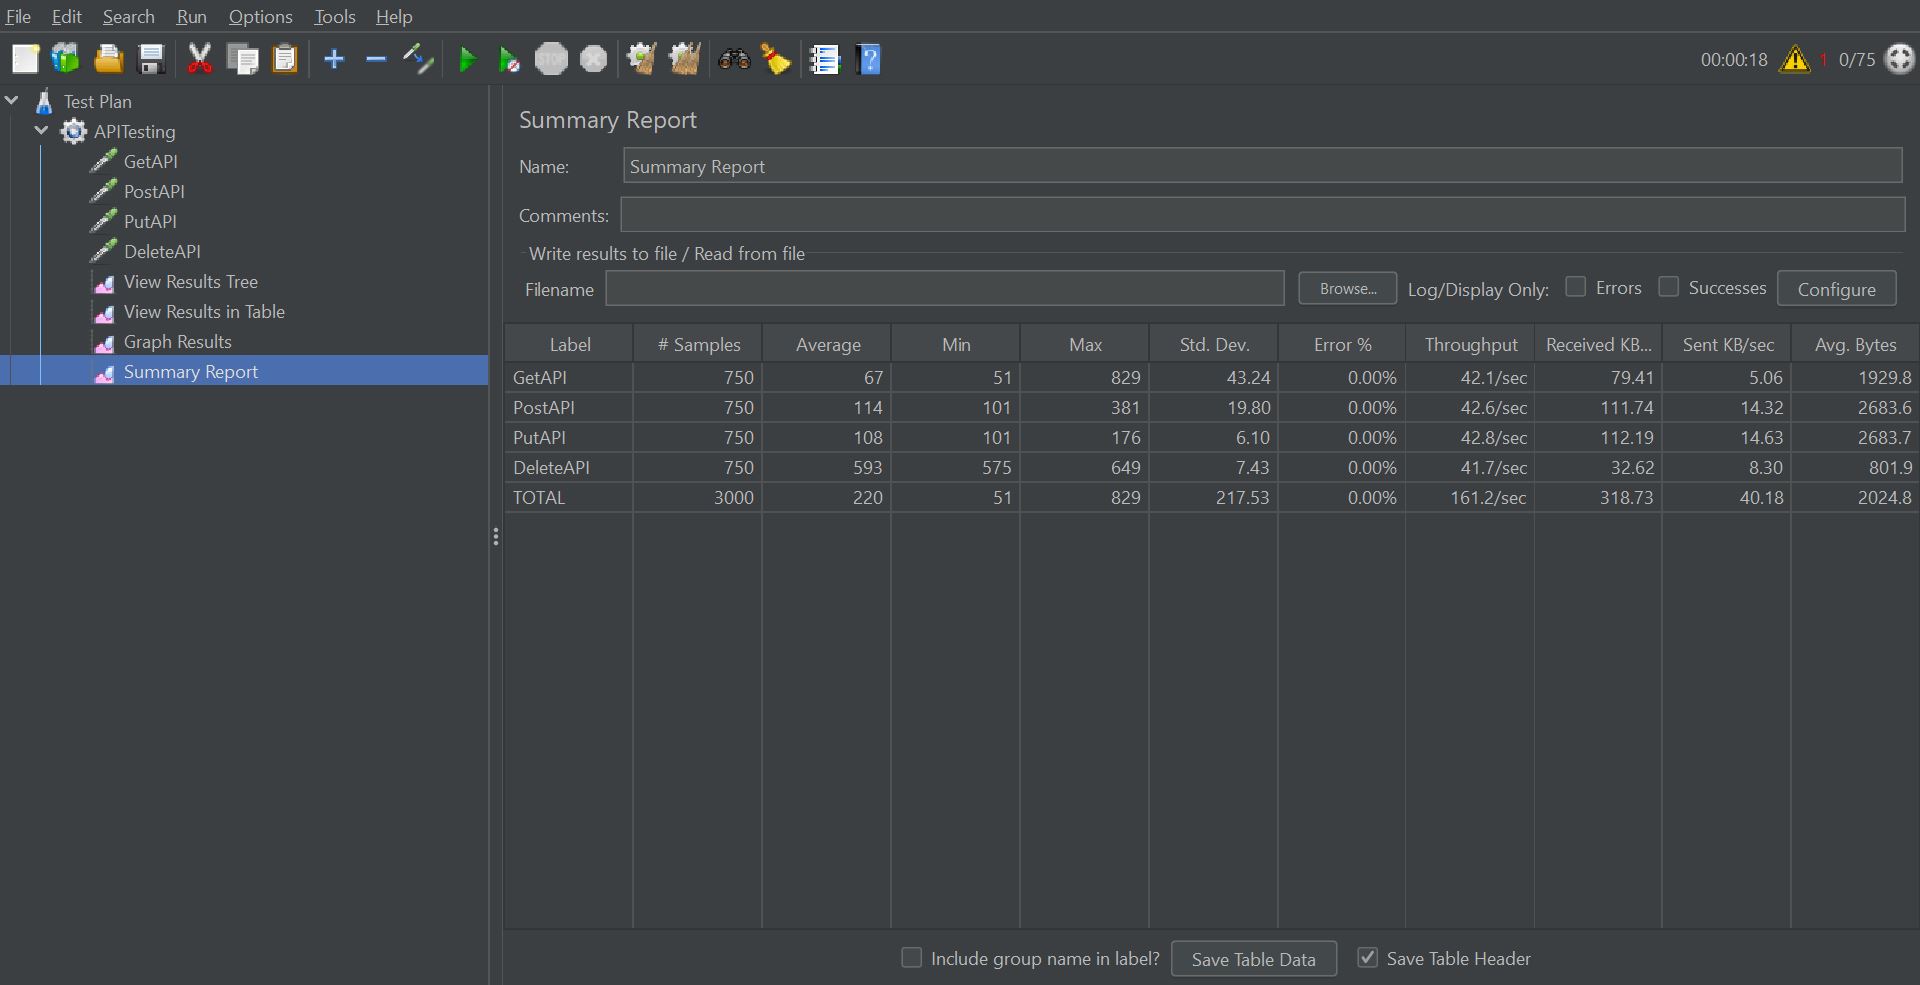 File Edit Search Run Options Tools Help
STOP
00:00:18 1 0/75
Test Plan
APITesting
GetAPI
PostAPI
PutAPI
DeleteAPI
View Results Tree
View Results in Table
Graph Results
Summary Report
Summary Report
Name: Summary Report
Comments:
Write results to file / Read from file
Filename Browse... Log/Display Only: Errors Successes Configure
Label # Samples Average Min Max Std. Dev. Error % Throughput Received KB... Sent KB/sec Avg. Bytes
GetAPI 750 67 51 829 43.24 0.00% 42.1/sec 79.41 5.06 1929.8
PostAPI 750 114 101 381 19.80 0.00% 42.6/sec 111.74 14.32 2683.6
PutAPI 750 108 101 176 6.10 0.00% 42.8/sec 112.19 14.63 2683.7
DeleteAPI 750 593 575 649 7.43 0.00% 41.7/sec 32.62 8.30 801.9
TOTAL 3000 220 51 829 217.53 0.00% 161.2/sec 318.73 40.18 2024.8
Include group name in label? Save Table Data Save Table Header